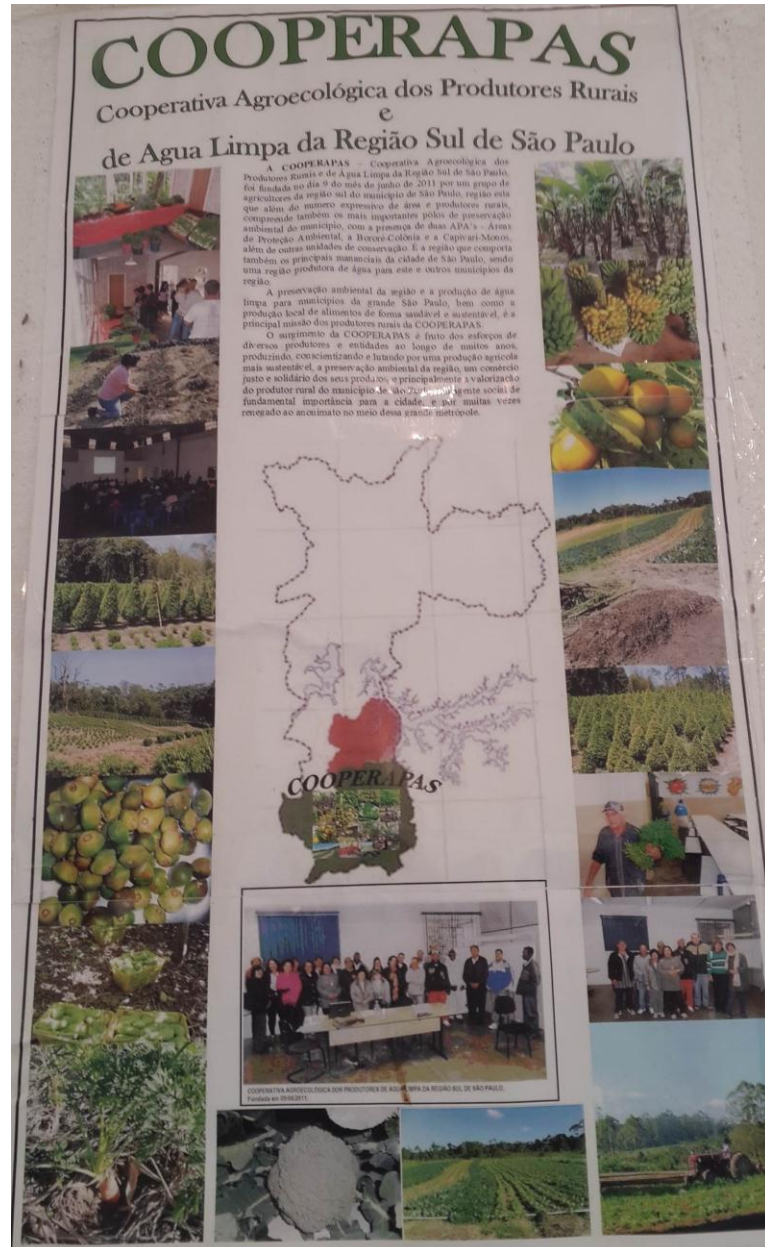 COOPERAPAS
Cooperativa Agroecológica dos Produtores Rurais
e
de Agua Limpa da Região Sul de São Paulo
A COOPERAPAS - Cooperativa Agroecológica dos
Produtores Rurais e de Água Limpa da Região Sul de São Paulo,
foi fundada no dia 9 do mês de junho de 2011 por um grupo de
agricultores da região sul do município de São Paulo, região esta
que além do numero expressivo de área e produtores rurais,
compreende também os mais importantes pólos de preservação
ambiental do município, com a presença de duas APA's - Áreas
de Proteção Ambiental, a Bororé-Colônia e a Capivari-Monos,
além de outras unidades de conservação. É a região que comporta
também os principais mananciais da cidade de São Paulo, sendo
uma região produtora de água para este e outros municípios da
região.
A preservação ambiental da região e a produção de água
limpa para municípios da grande São Paulo, bem como a
produção local de alimentos de forma saudável e sustentável, é a
principal missão dos produtores rurais da COOPERAPAS.
O surgimento da COOPERAPAS é fruto dos esforços de
diversos produtores e entidades ao longo de muitos anos,
produzindo, conscientizando e lutando por uma produção agrícola
mais sustentável, a preservação ambiental da região, um comércio
justo e solidário dos seus produtos, e principalmente a valorização
do produtor rural do município de São Paulo, agente social de
fundamental importância para a cidade, e por muitas vezes
renegado ao anonimato no meio dessa grande metrópole.
COOPERAPAS
COOPERATIVA AGROECOLÓGICA DOS PRODUTORES DE AGUA LIMPA DA REGIÃO SUL DE SÃO PAULO.
Fundada em 09/06/2011.